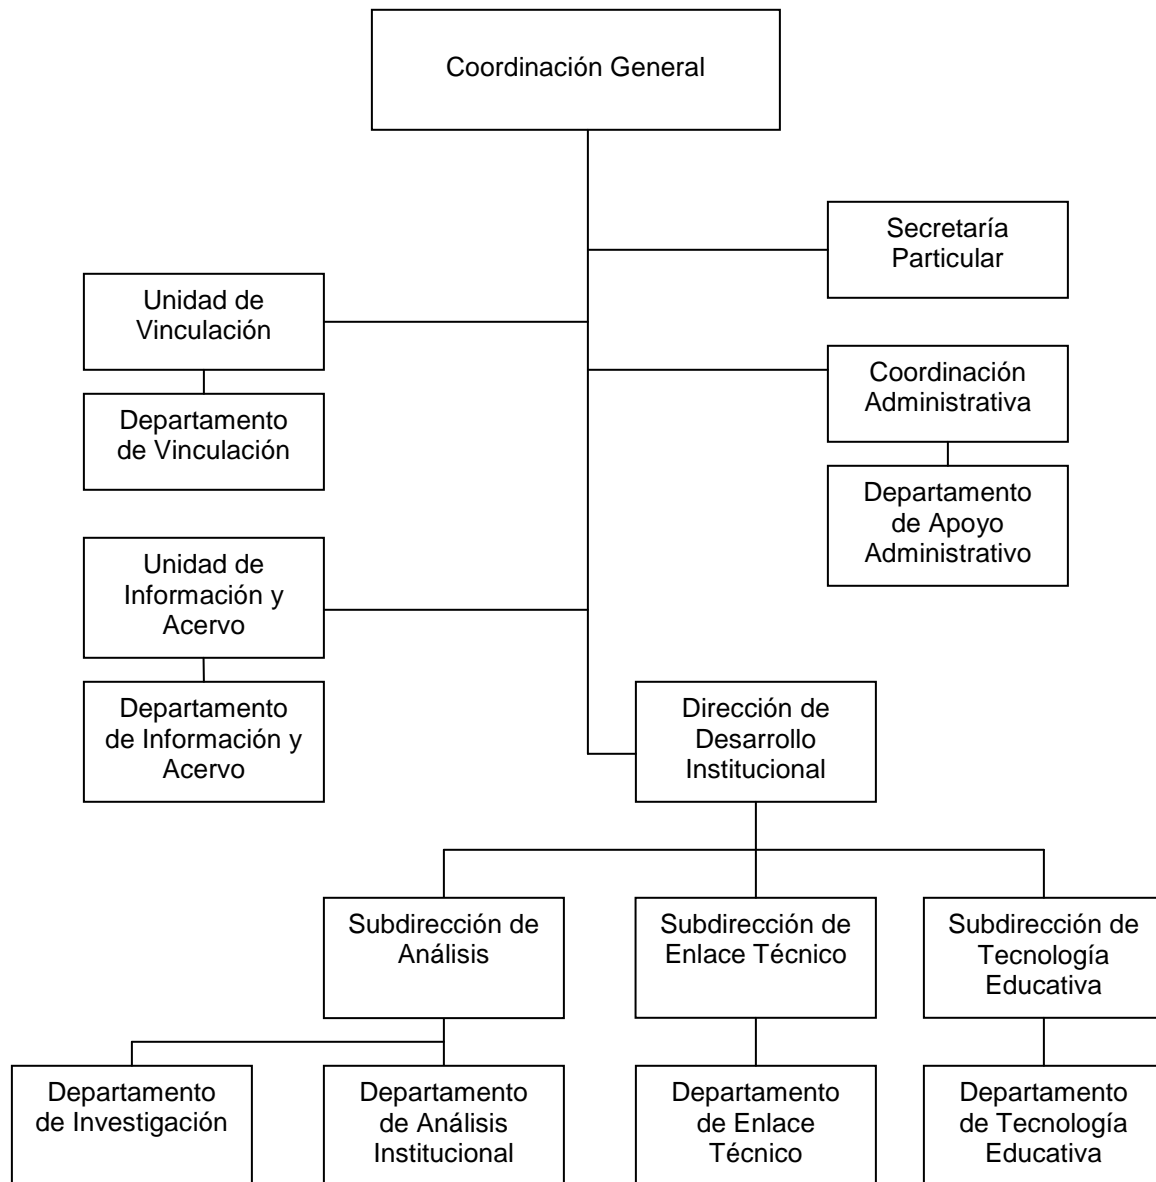 Coordinación General
Secretaría
Particular
Unidad de
Vinculación
Coordinación
Administrativa
Departamento
de Vinculación
Departamento
de Apoyo
Administrativo
Unidad de
Información y
Acervo
Departamento
de Información y
Acervo
Dirección de
Desarrollo
Institucional
Subdirección de
Análisis
Subdirección de
Enlace Técnico
Subdirección de
Tecnología
Educativa
Departamento
de Investigación
Departamento
de Análisis
Institucional
Departamento
de Enlace
Técnico
Departamento
de Tecnología
Educativa